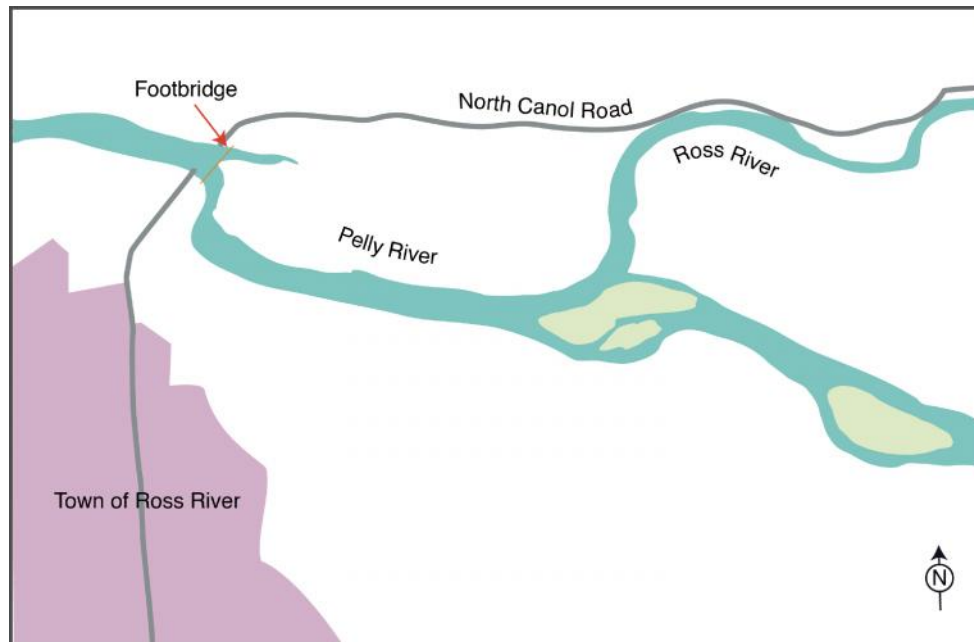 Footbridge
North Canol Road
Ross River
Pelly River
Town of Ross River
N